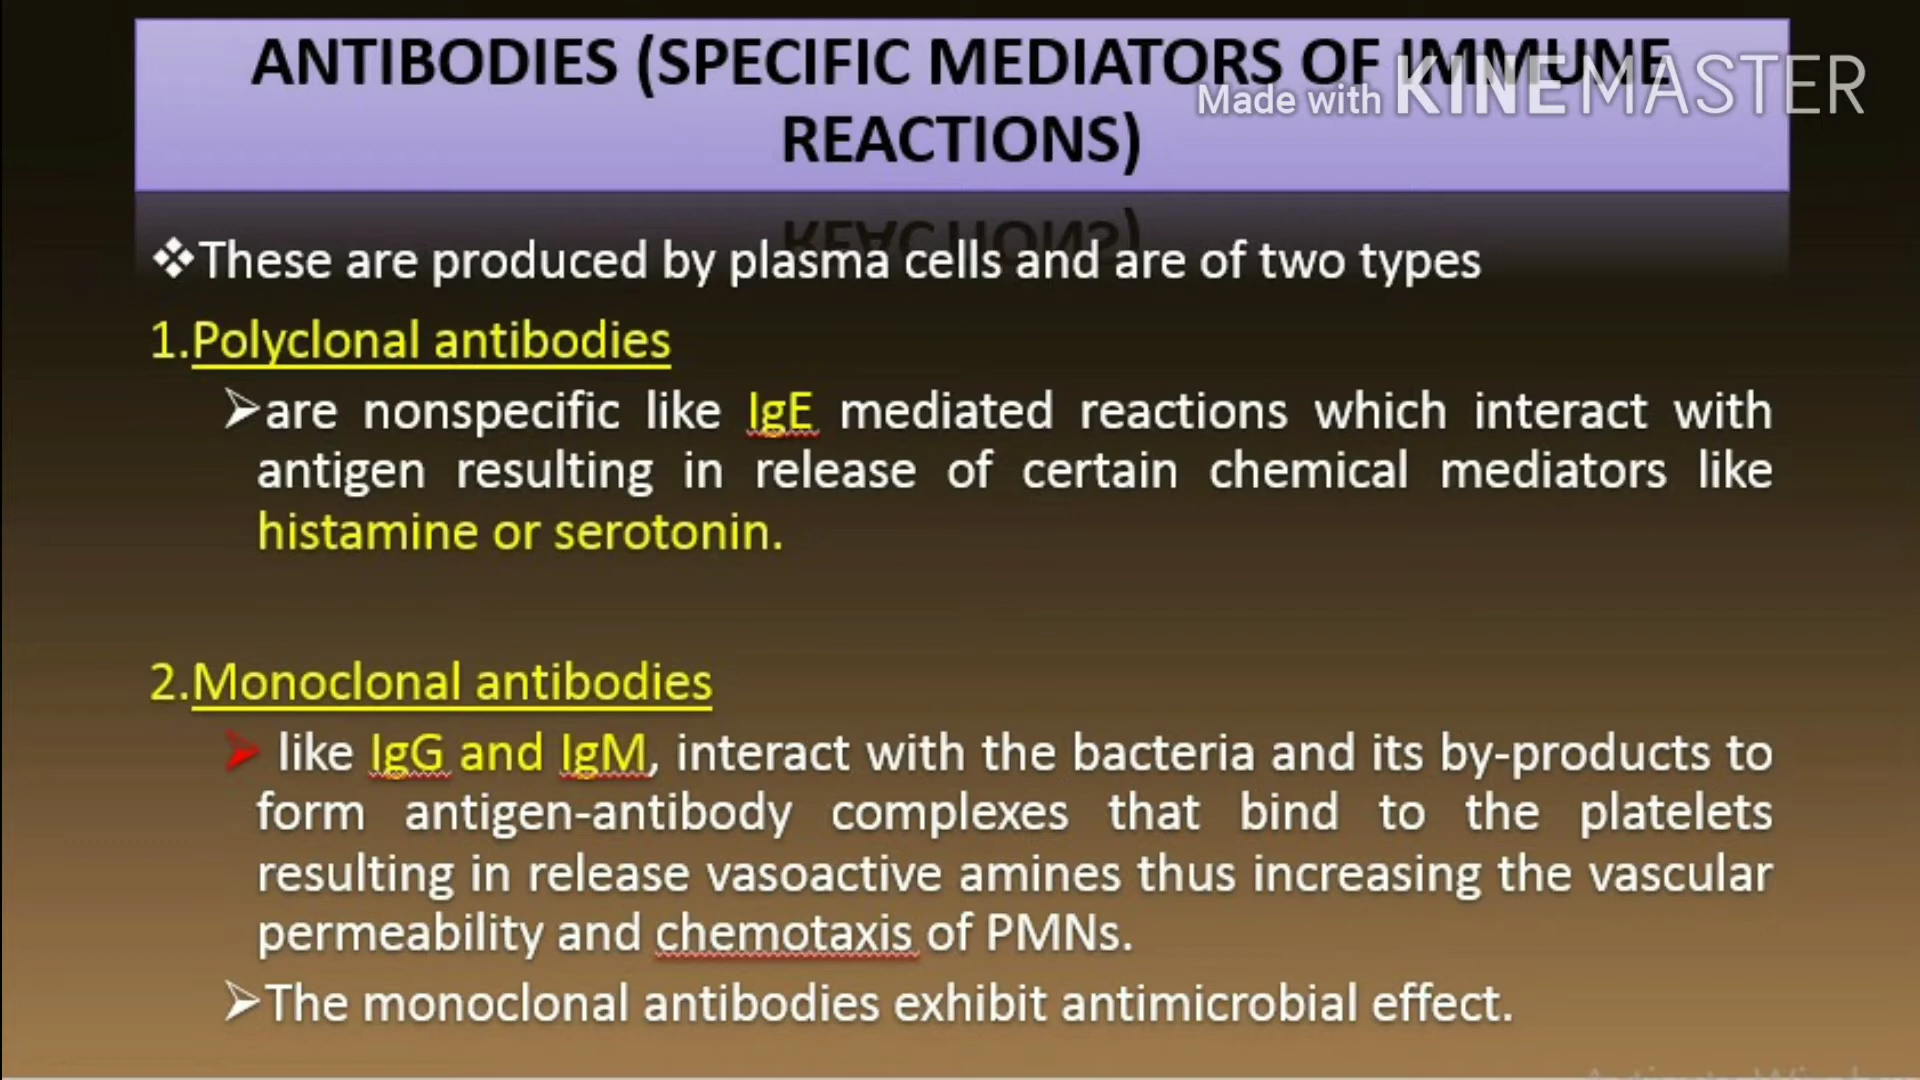 ANTIBODIES (SPECIFIC MEDIATORS OF IMMUNE
REACTIONS)
Made with KINEMASTER
❖These are produced by plasma cells and are of two types
1.Polyclonal antibodies
➢are nonspecific like IgE mediated reactions which interact with
antigen resulting in release of certain chemical mediators like
histamine or serotonin.
2.Monoclonal antibodies
➢ like IgG and IgM, interact with the bacteria and its by-products to
form antigen-antibody complexes that bind to the platelets
resulting in release vasoactive amines thus increasing the vascular
permeability and chemotaxis of PMNs.
➢The monoclonal antibodies exhibit antimicrobial effect.